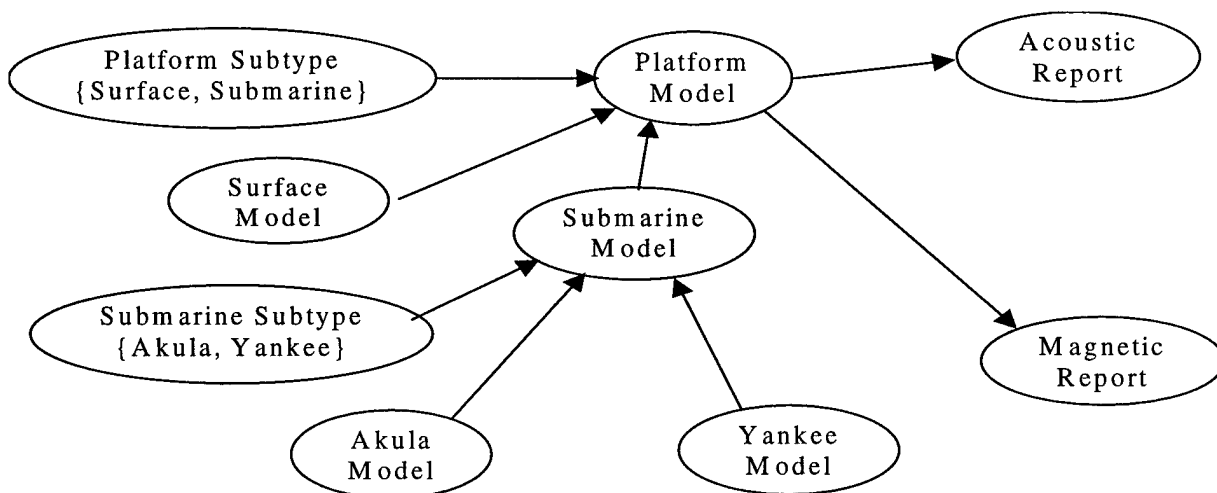 Platform Subtype
{Surface, Submarine}
Platform
Model
Acoustic
Report
Surface
Model
Submarine
Model
Submarine Subtype
{Akula, Yankee}
Magnetic
Report
Akula
Model
Yankee
Model